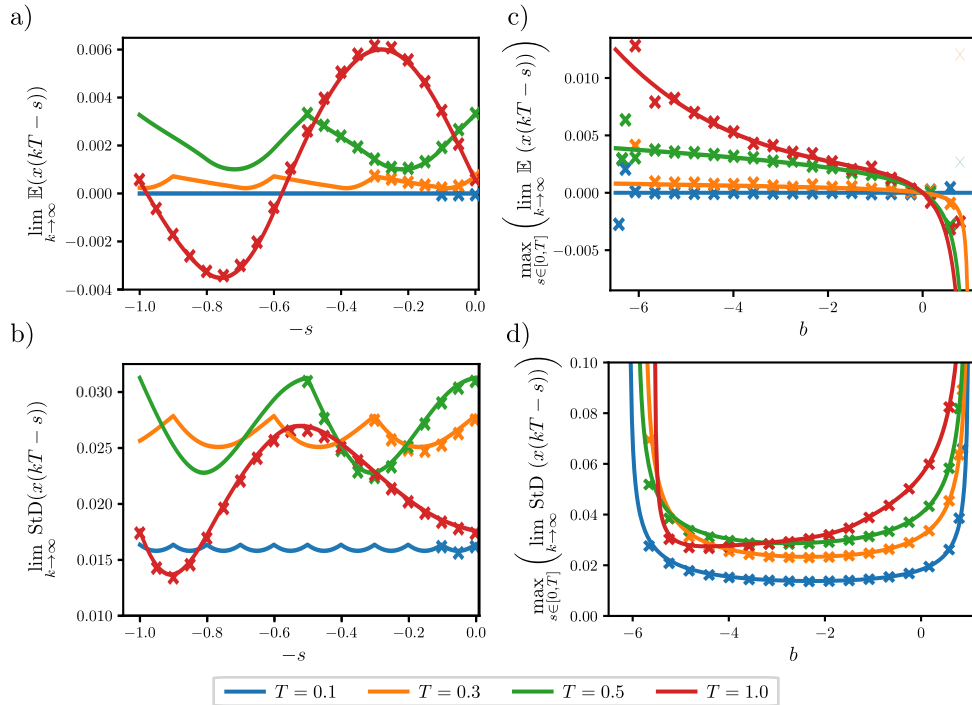 a)
lim k→∞ 𝔼(x(kT − s))
0.006
0.004
0.002
0.000
−0.002
−0.004
−1.0 −0.8 −0.6 −0.4 −0.2 0.0
−s
c)
max s∈[0,T] ( lim k→∞ 𝔼 (x(kT − s)) )
0.010
0.005
0.000
−0.005
−6 −4 −2 0
b
b)
lim k→∞ StD(x(kT − s))
0.030
0.025
0.020
0.015
0.010
−1.0 −0.8 −0.6 −0.4 −0.2 0.0
−s
d)
max s∈[0,T] ( lim k→∞ StD (x(kT − s)) )
0.10
0.08
0.06
0.04
0.02
0.00
−6 −4 −2 0
b
T = 0.1 T = 0.3 T = 0.5 T = 1.0